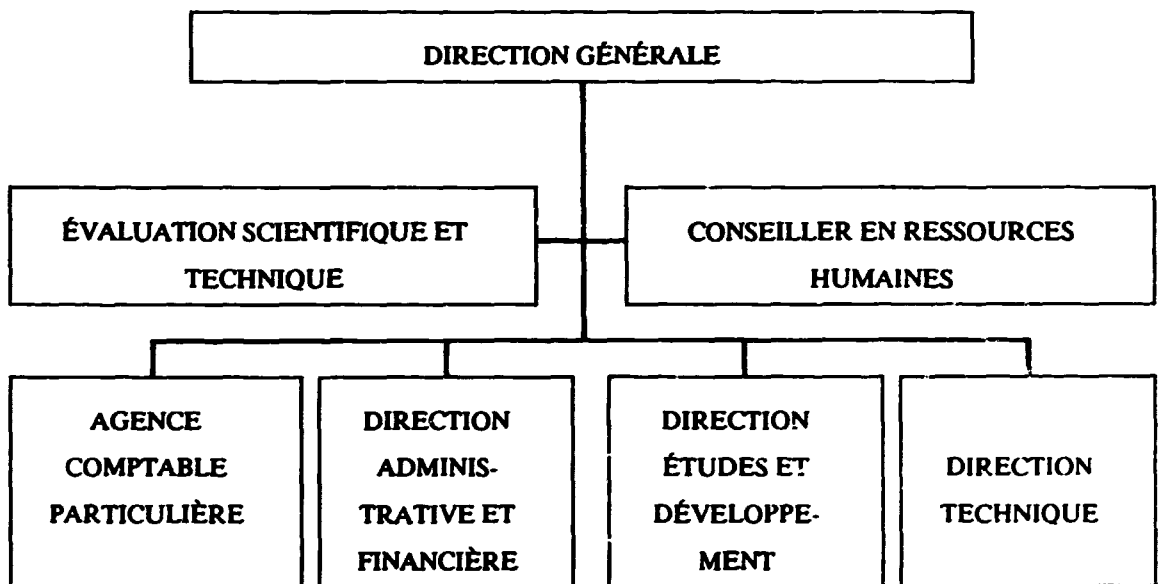 DIRECTION GÉNÉRALE
ÉVALUATION SCIENTIFIQUE ET
TECHNIQUE
CONSEILLER EN RESSOURCES
HUMAINES
AGENCE
COMPTABLE
PARTICULIÈRE
DIRECTION
ADMINIS-
TRATIVE ET
FINANCIÈRE
DIRECTION
ÉTUDES ET
DÉVELOPPE-
MENT
DIRECTION
TECHNIQUE